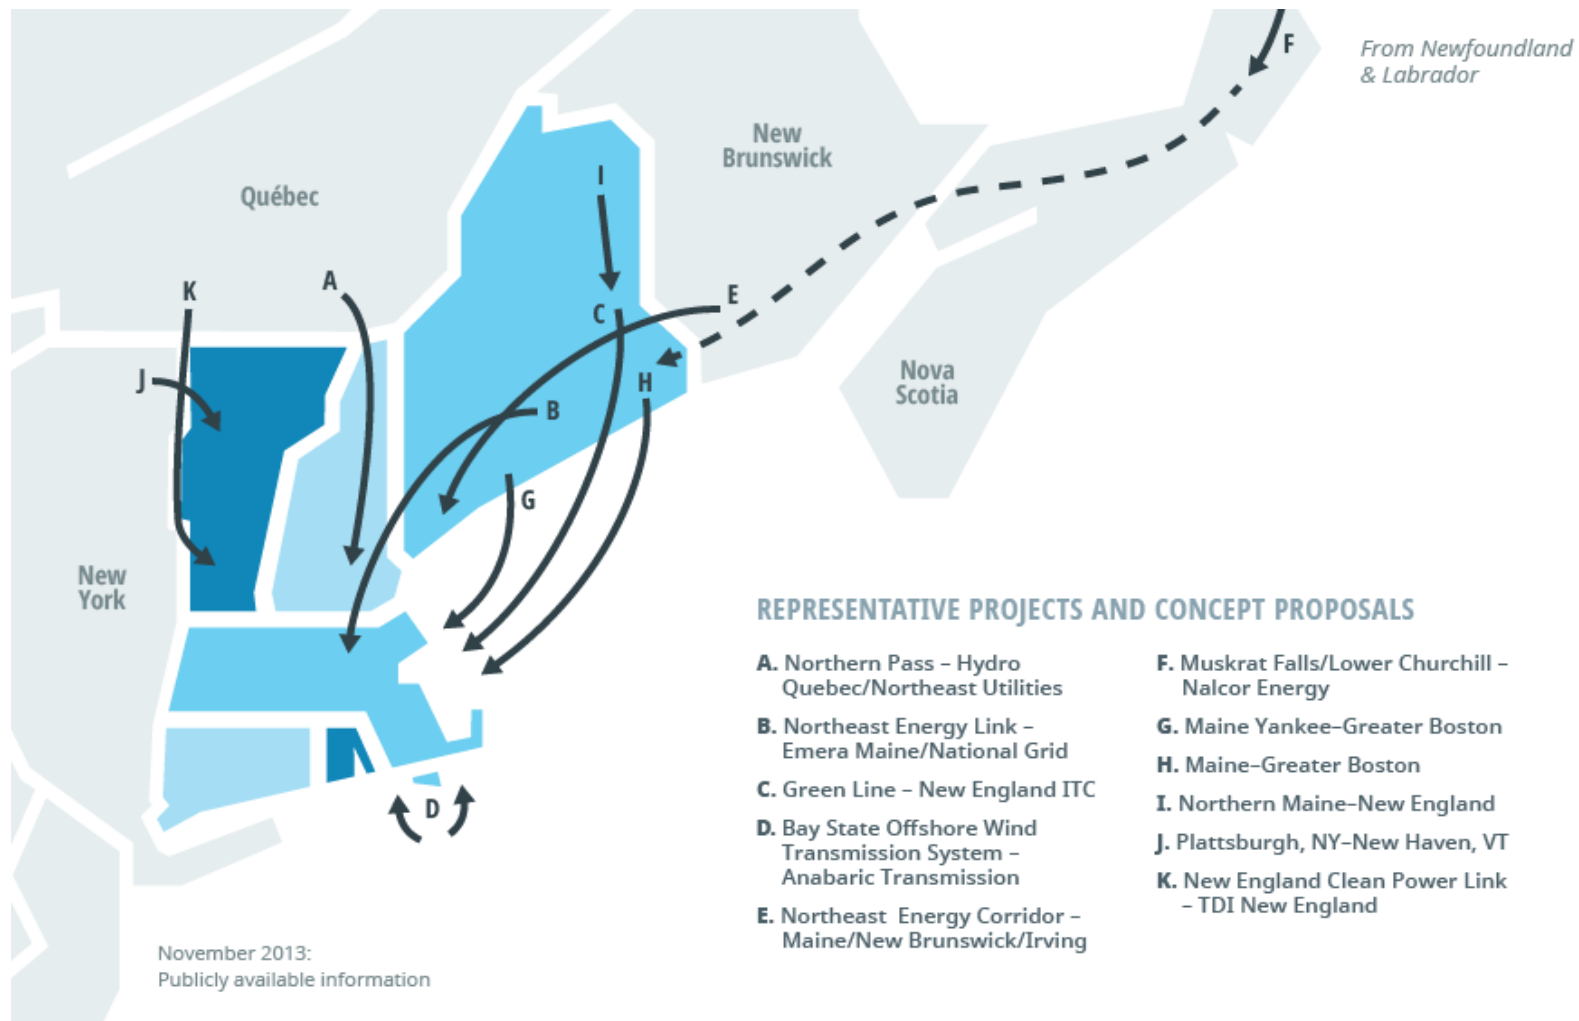 F
From Newfoundland
& Labrador
New
Brunswick
I
Québec
A
K
E
C
J
H
Nova
Scotia
B
G
New
York
D
REPRESENTATIVE PROJECTS AND CONCEPT PROPOSALS
A. Northern Pass – Hydro
Quebec/Northeast Utilities
B. Northeast Energy Link –
Emera Maine/National Grid
C. Green Line – New England ITC
D. Bay State Offshore Wind
Transmission System –
Anabaric Transmission
E. Northeast Energy Corridor –
Maine/New Brunswick/Irving
F. Muskrat Falls/Lower Churchill –
Nalcor Energy
G. Maine Yankee–Greater Boston
H. Maine–Greater Boston
I. Northern Maine–New England
J. Plattsburgh, NY–New Haven, VT
K. New England Clean Power Link
– TDI New England
November 2013:
Publicly available information